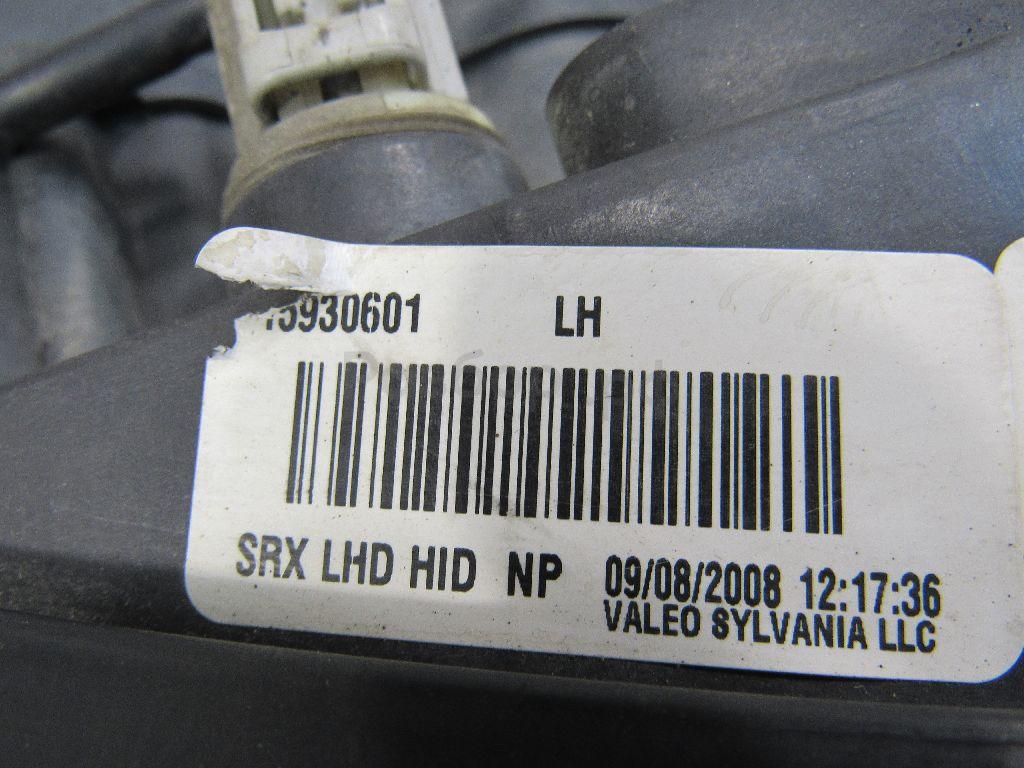 15930601 LH
SRX LHD HID NP 09/08/2008 12:17:36
VALEO SYLVANIA LLC